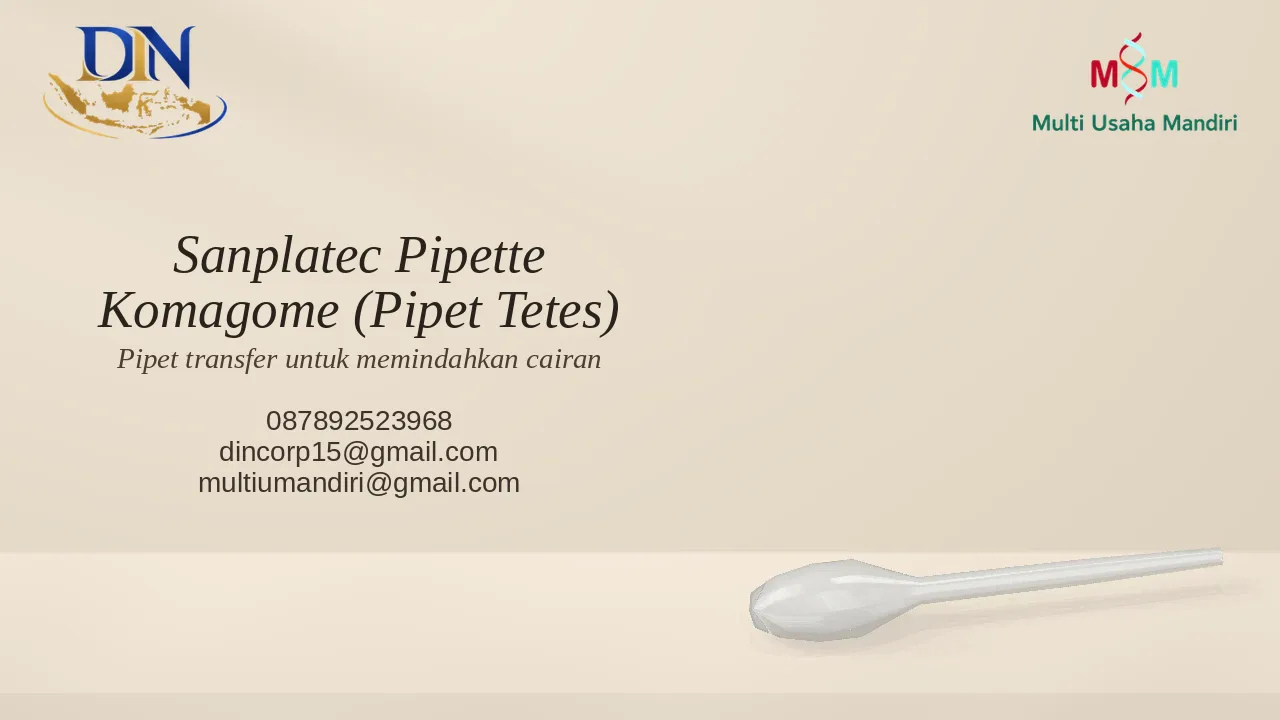 DN
M M
Multi Usaha Mandiri
Sanplatec Pipette
Komagome (Pipet Tetes)
Pipet transfer untuk memindahkan cairan
087892523968
dincorp15@gmail.com
multiumandiri@gmail.com